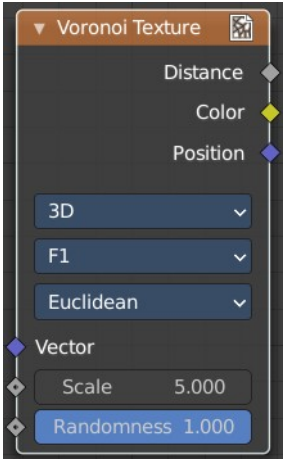 Voronoi Texture
Distance
Color
Position
3D
F1
Euclidean
Vector
Scale 5.000
Randomness 1.000